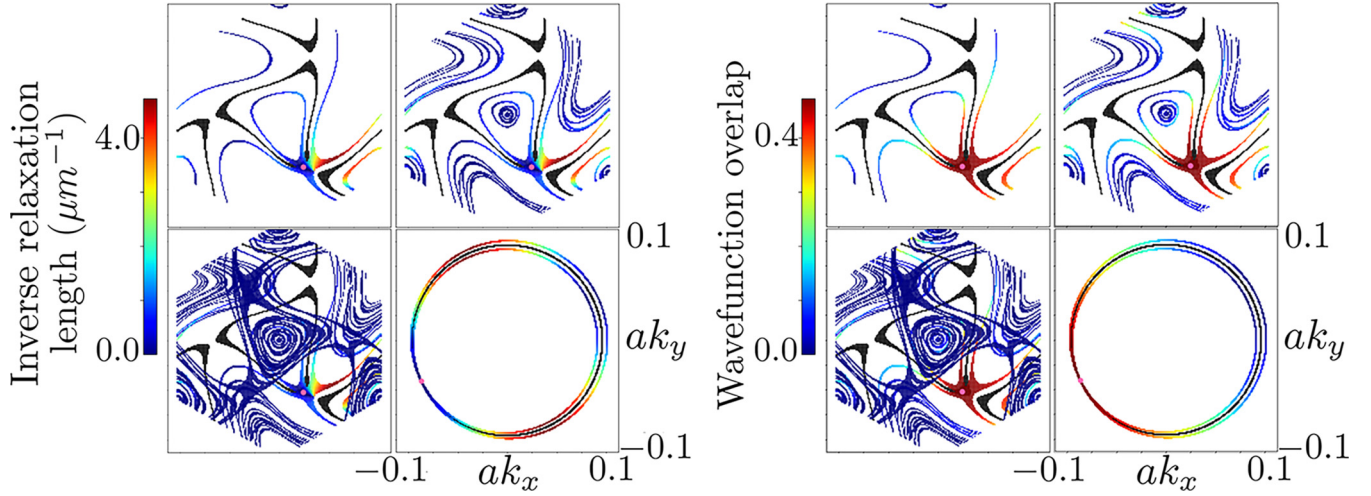 Inverse relaxation
length (μm⁻¹)
4.0
0.0
0.1
ak_y
−0.1
−0.1
ak_x
0.1
Wavefunction overlap
0.4
0.0
0.1
ak_y
−0.1
−0.1
ak_x
0.1